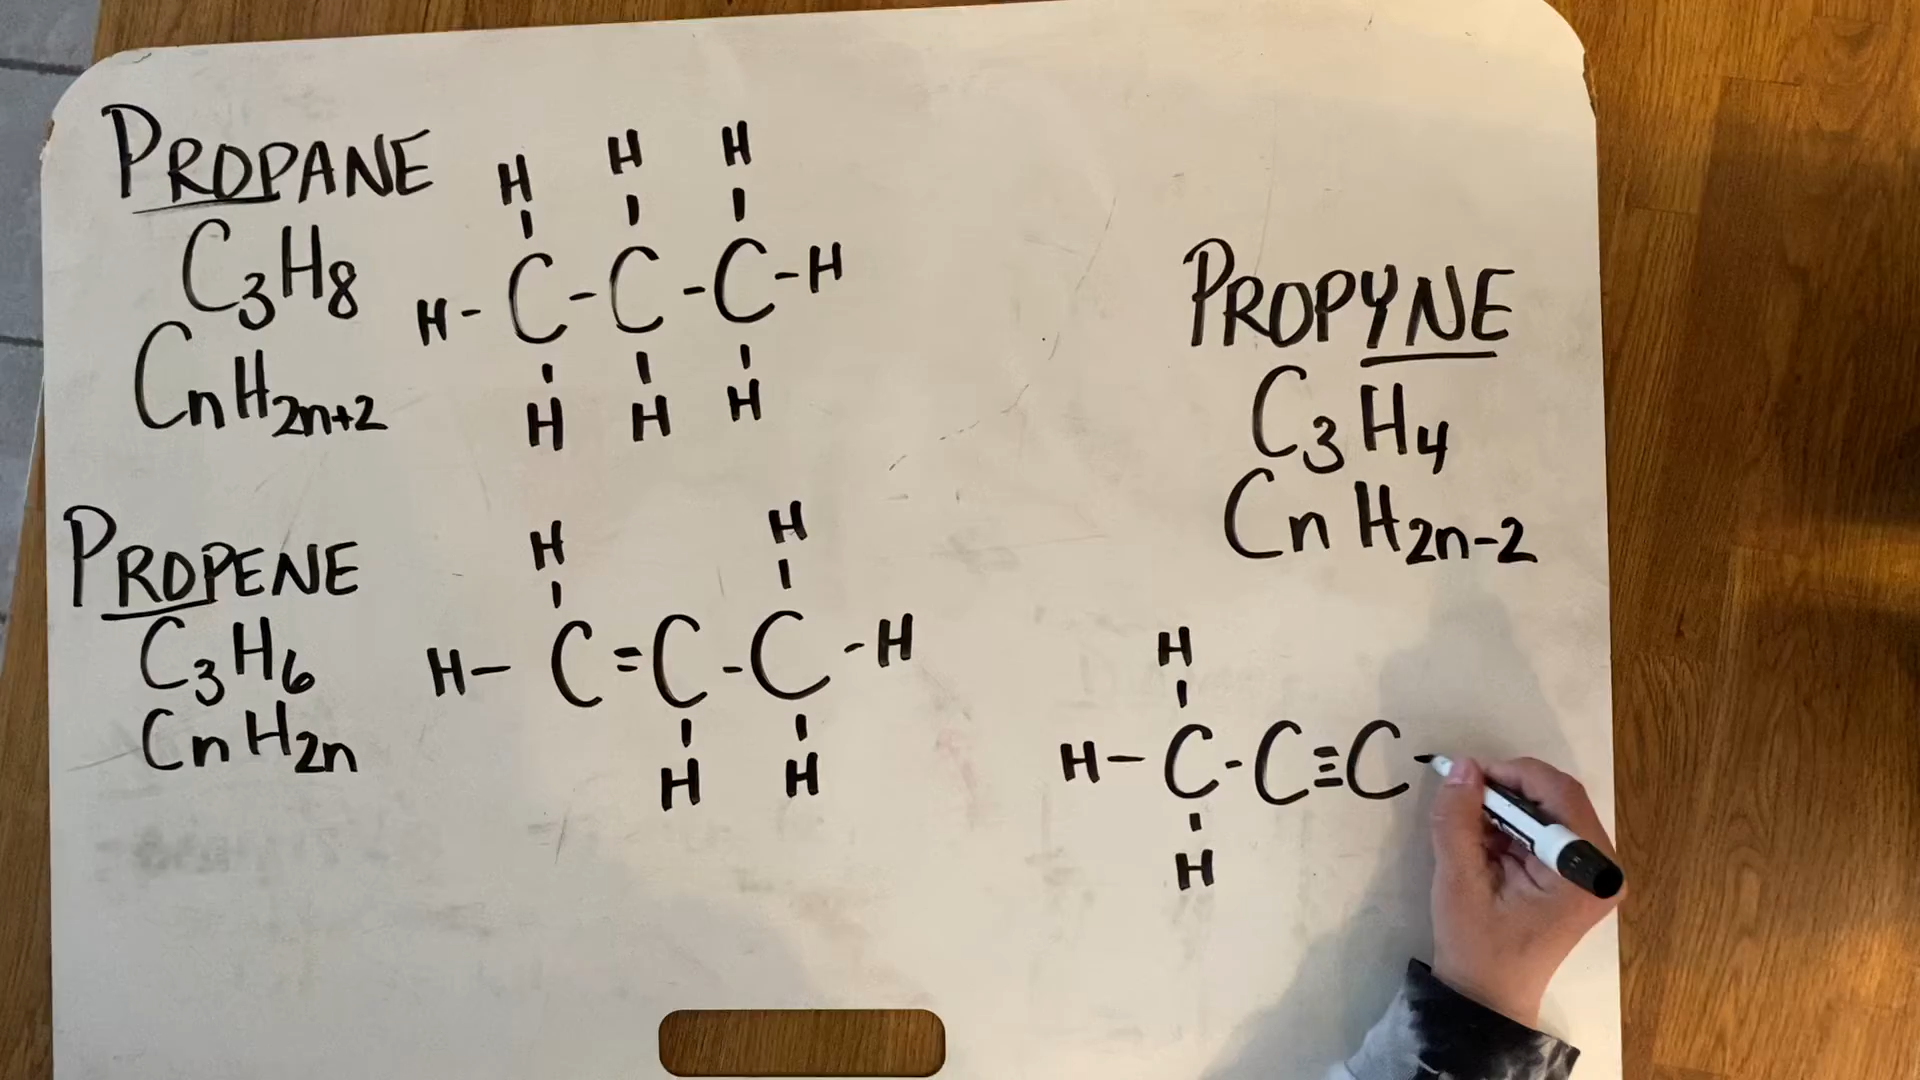 PROPANE
C3H8
CnH2n+2
H H H
H-C-C-C-H
H H H
PROPENE
C3H6
CnH2n
H H
H-C=C-C-H
H H
PROPYNE
C3H4
CnH2n-2
H
H-C-C≡C-
H